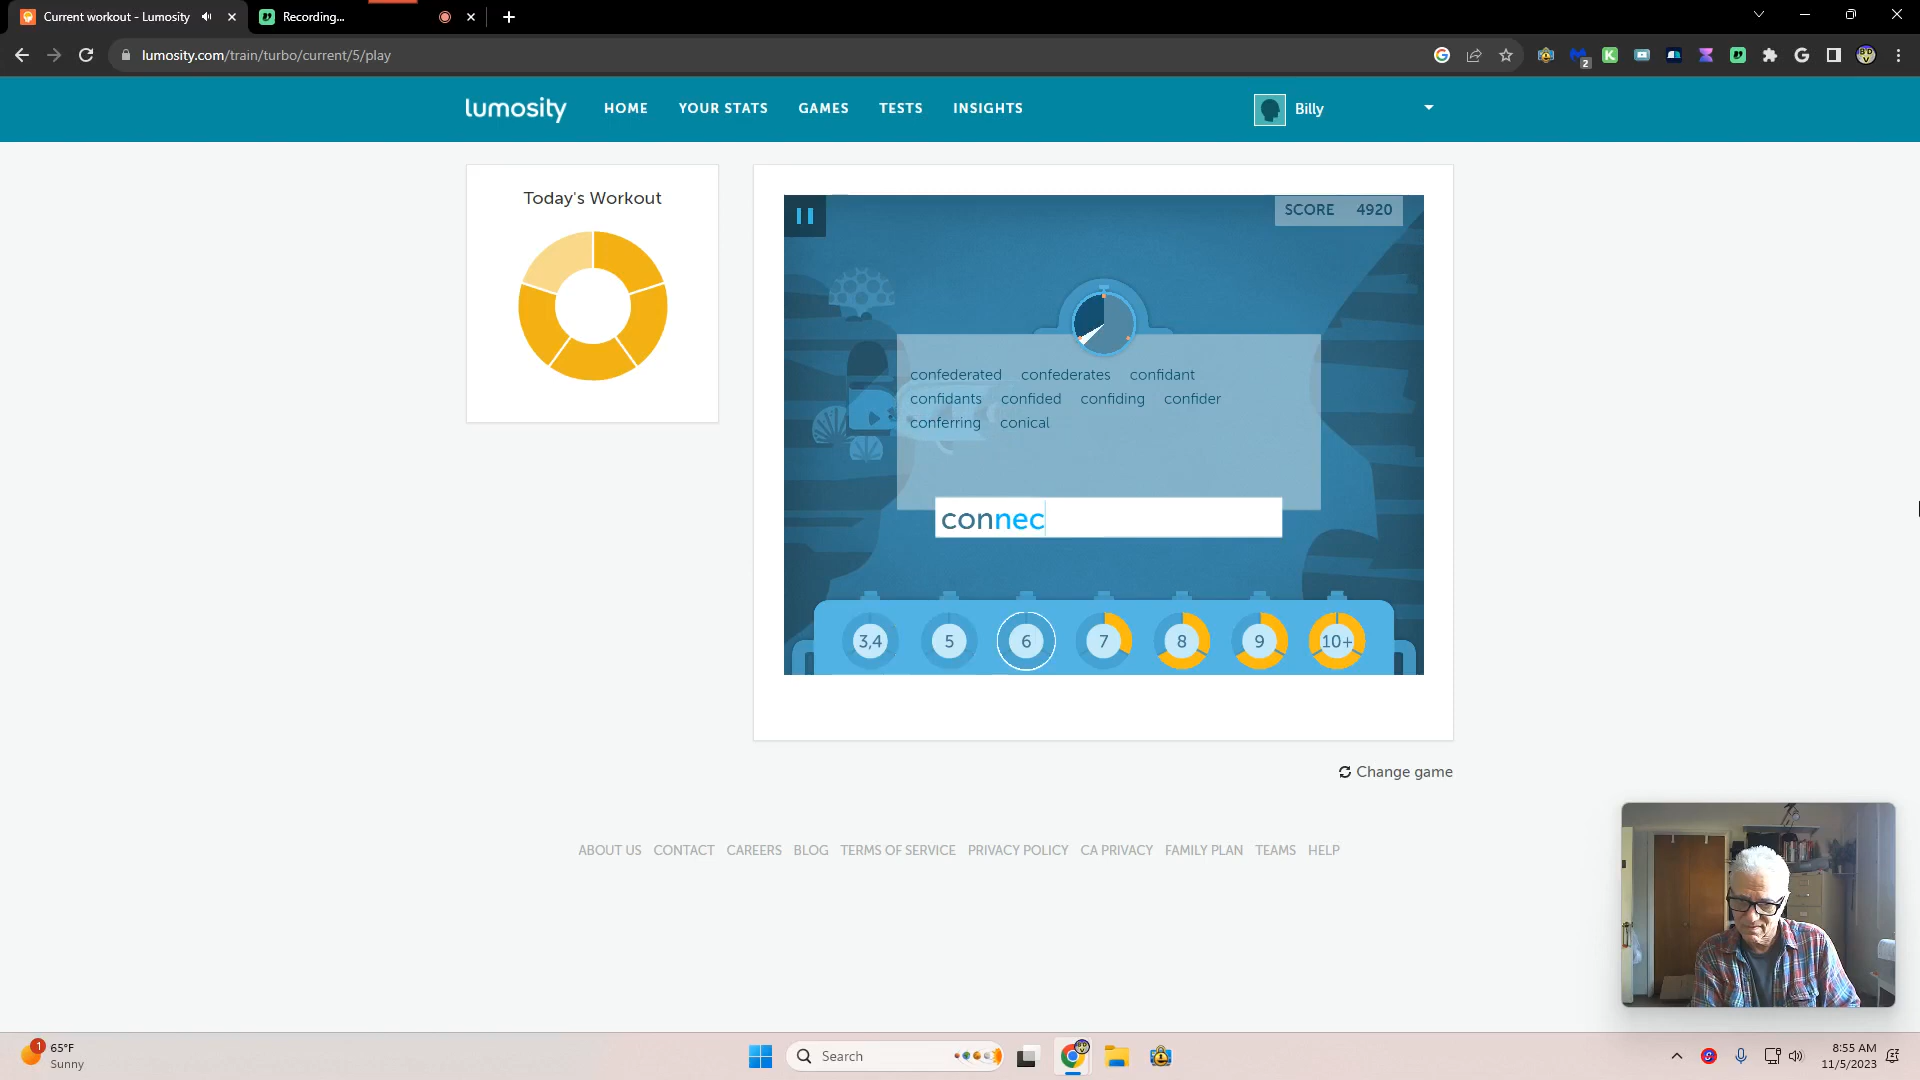 Current workout - Lumosity
Recording...
lumosity.com/train/turbo/current/5/play
2
lumosity
HOME
YOUR STATS
GAMES
TESTS
INSIGHTS
Billy
Today's Workout
SCORE 4920
confederated confederates confidant
confidants confided confiding confider
conferring conical
connec
3,4 5 6 7 8 9 10+
Change game
ABOUT US CONTACT CAREERS BLOG TERMS OF SERVICE PRIVACY POLICY CA PRIVACY FAMILY PLAN TEAMS HELP
1
65°F
Sunny
Search
8:55 AM
11/5/2023